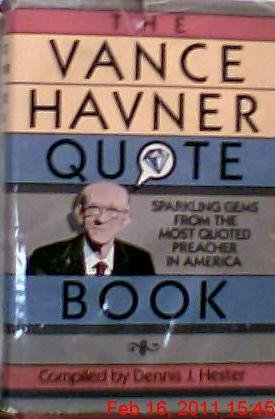 THE
VANCE
HAVNER
QUOTE
SPARKLING GEMS
FROM THE
MOST QUOTED
PREACHER
IN AMERICA
BOOK
Compiled by Dennis J. Hester
Feb 16, 2011 15:45